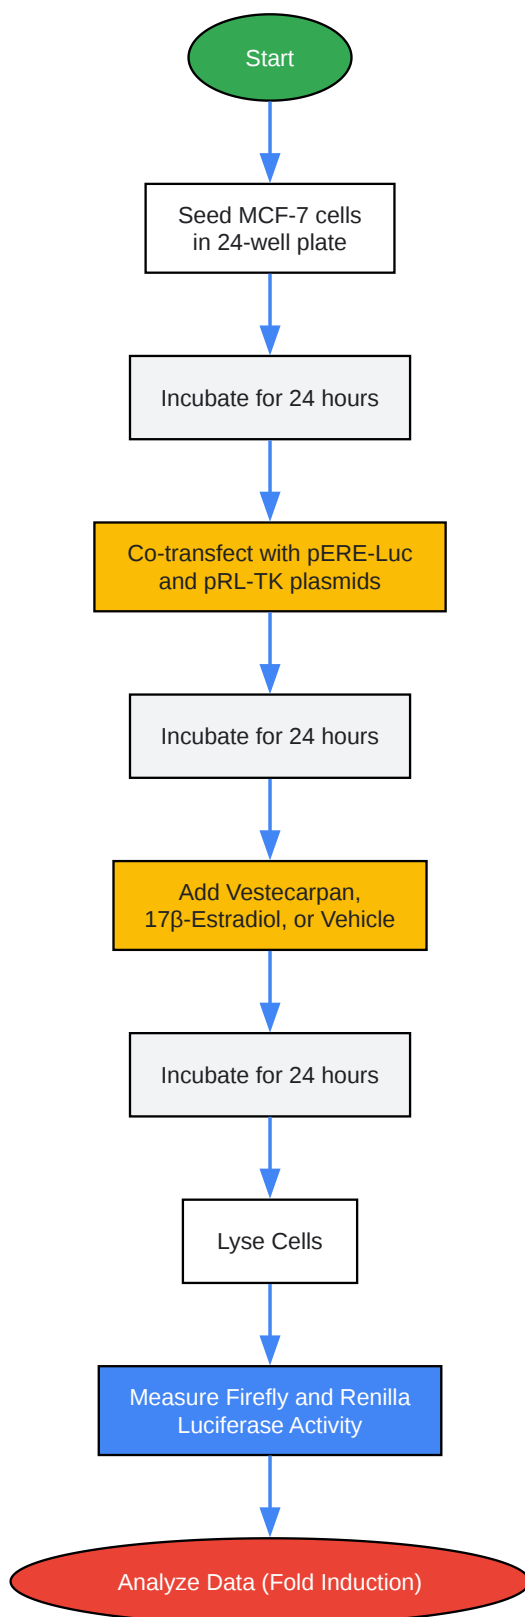 Start
Seed MCF-7 cells
in 24-well plate
Incubate for 24 hours
Co-transfect with pERE-Luc
and pRL-TK plasmids
Incubate for 24 hours
Add Vestecarpan,
17β-Estradiol, or Vehicle
Incubate for 24 hours
Lyse Cells
Measure Firefly and Renilla
Luciferase Activity
Analyze Data (Fold Induction)